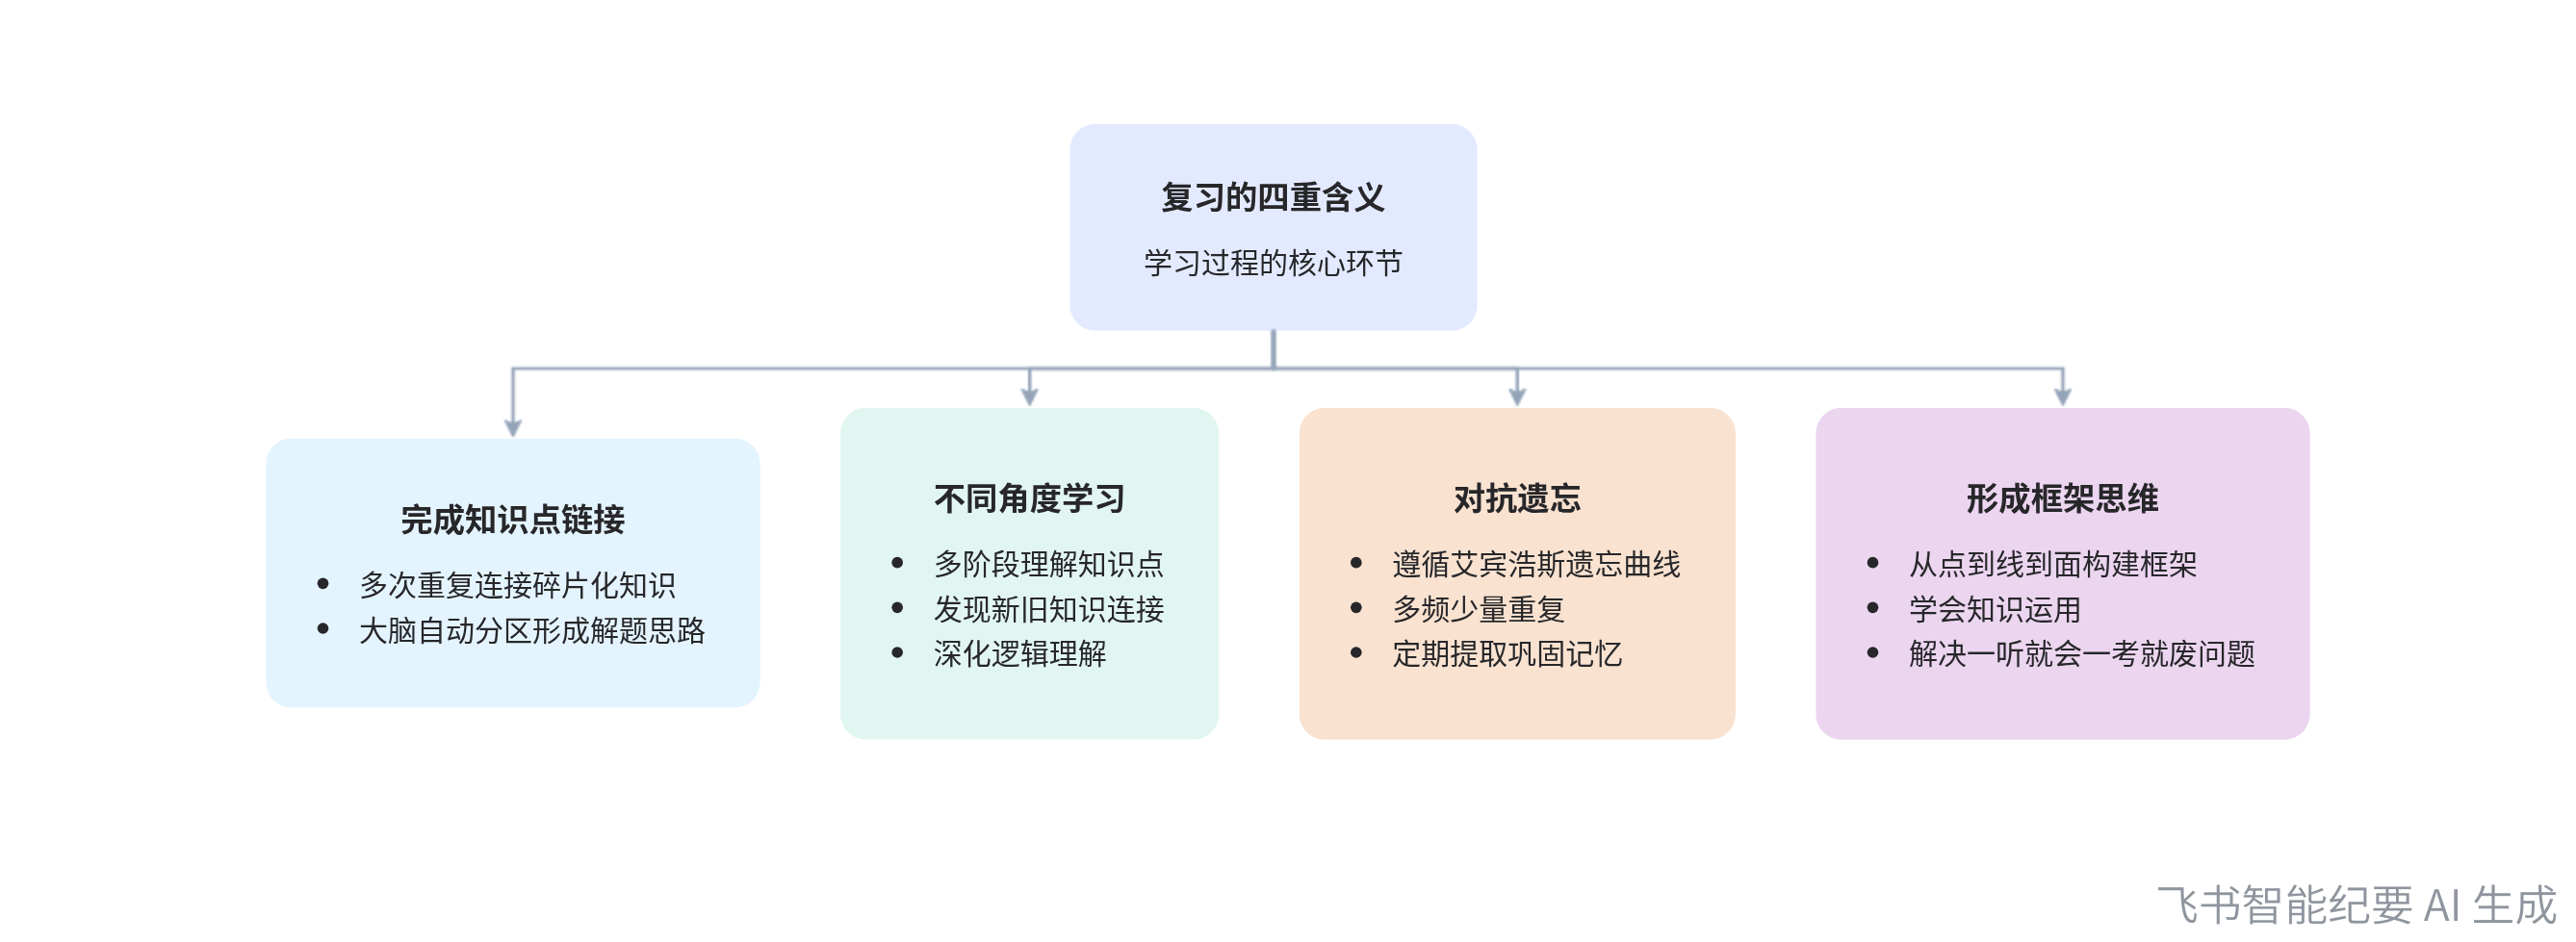 复习的四重含义
学习过程的核心环节
完成知识点链接
• 多次重复连接碎片化知识
• 大脑自动分区形成解题思路
不同角度学习
• 多阶段理解知识点
• 发现新旧知识连接
• 深化逻辑理解
对抗遗忘
• 遵循艾宾浩斯遗忘曲线
• 多频少量重复
• 定期提取巩固记忆
形成框架思维
• 从点到线到面构建框架
• 学会知识运用
• 解决一听就会一考就废问题
飞书智能纪要 AI 生成